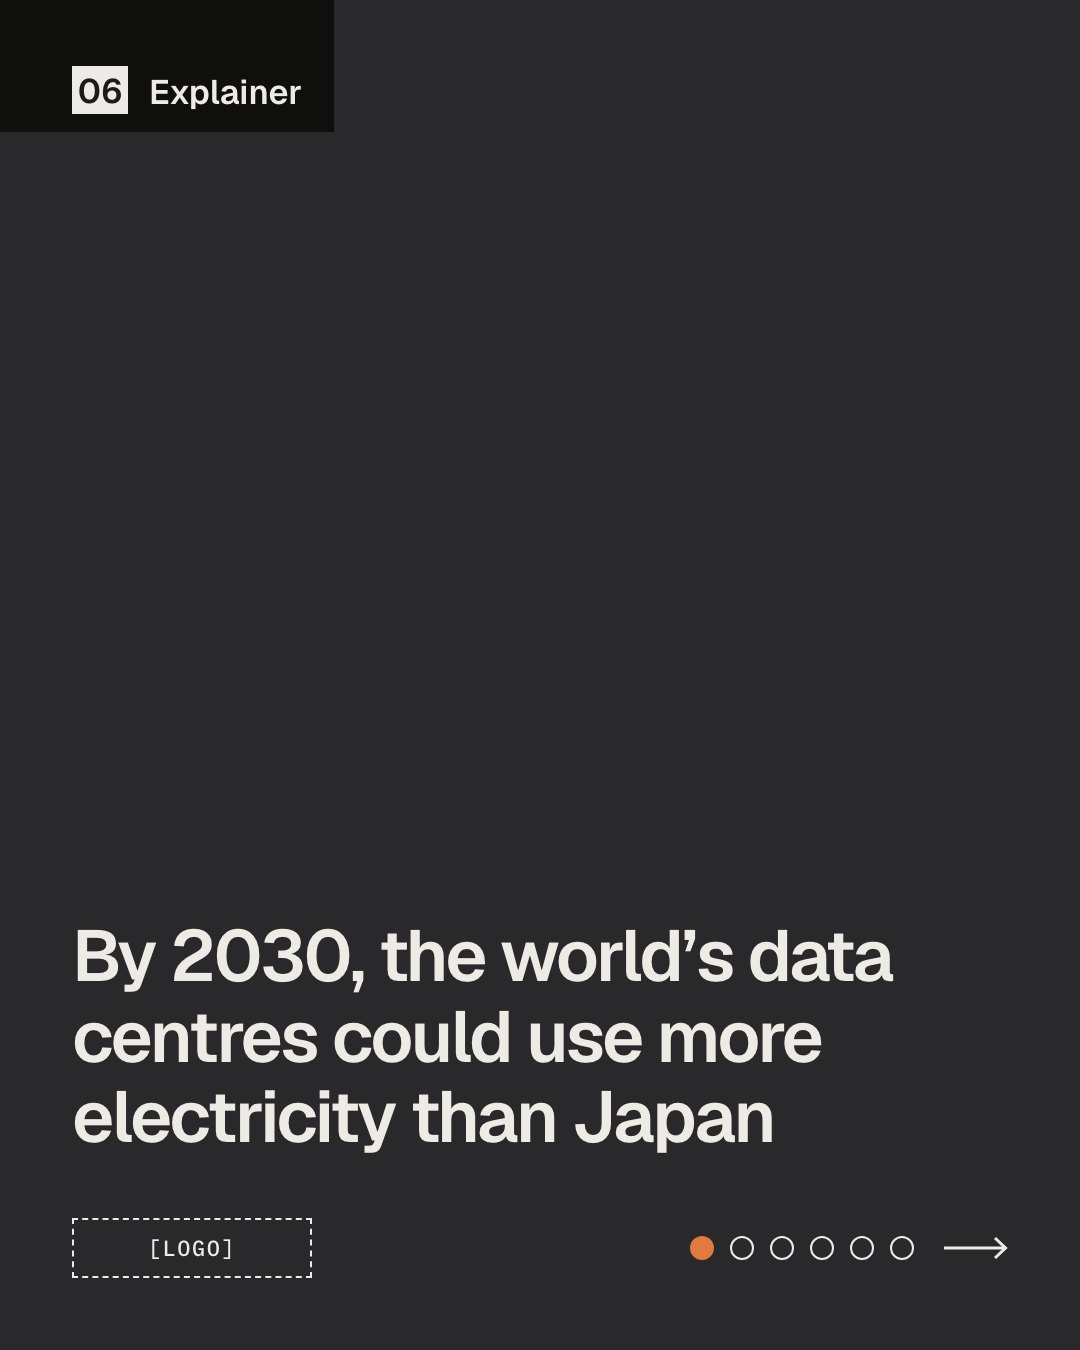 06 Explainer
By 2030, the world’s data
centres could use more
electricity than Japan
[LOGO]